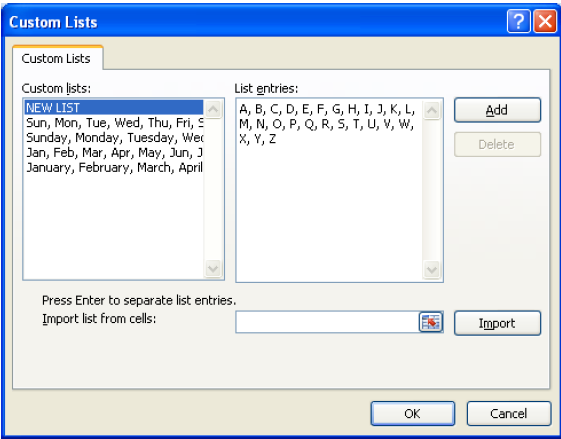 Custom Lists
Custom Lists
Custom lists:
NEW LIST
Sun, Mon, Tue, Wed, Thu, Fri, S
Sunday, Monday, Tuesday, Wed
Jan, Feb, Mar, Apr, May, Jun, J
January, February, March, April
List entries:
A, B, C, D, E, F, G, H, I, J, K, L,
M, N, O, P, Q, R, S, T, U, V, W,
X, Y, Z
Add
Delete
Press Enter to separate list entries.
Import list from cells:
Import
OK
Cancel